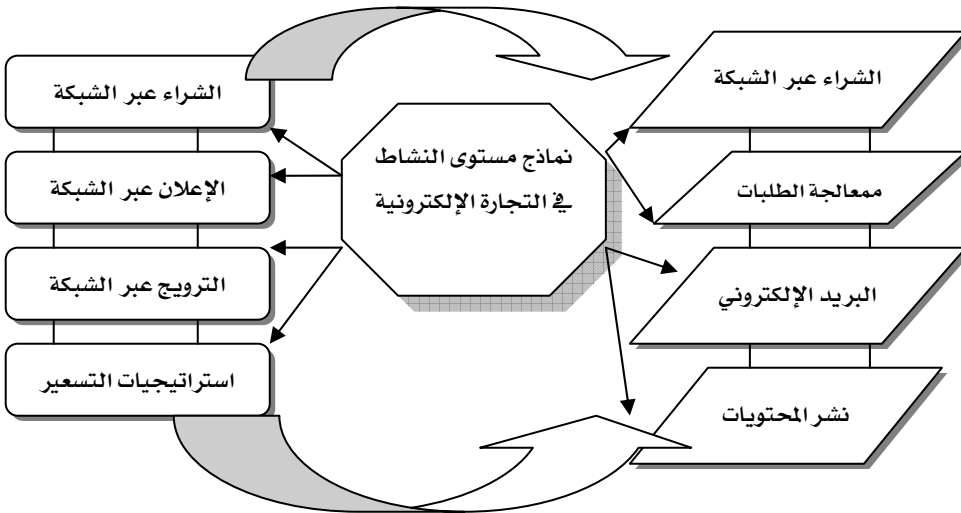 نماذج مستوى النشاط
في التجارة الإلكترونية
الشراء عبر الشبكة
ممعالجة الطلبات
البريد الإلكتروني
نشر المحتويات
الشراء عبر الشبكة
الإعلان عبر الشبكة
الترويج عبر الشبكة
استراتيجيات التسعير